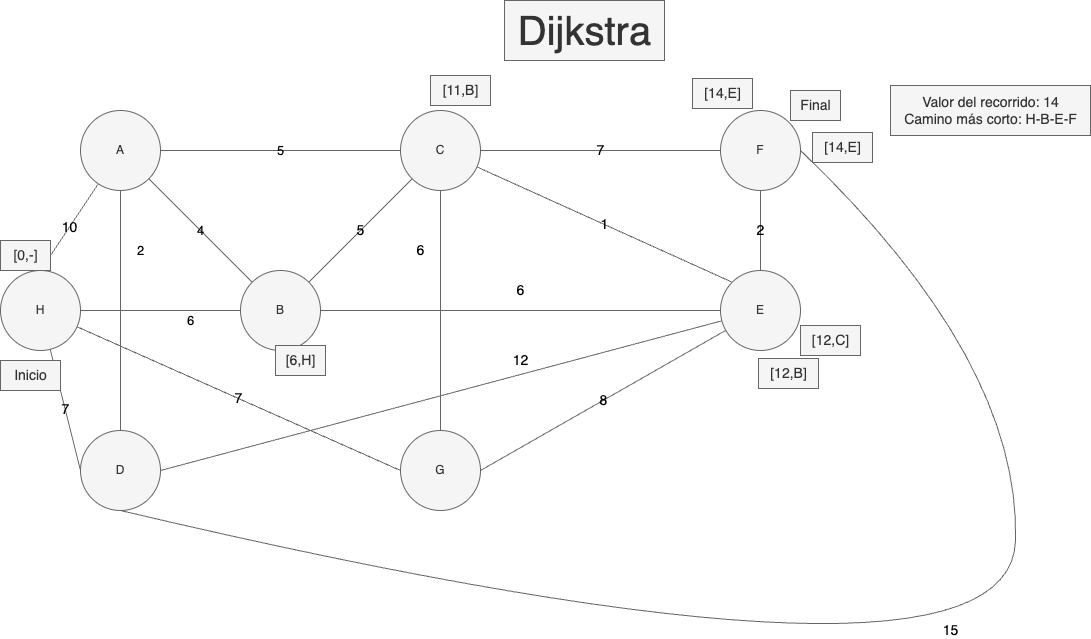 Dijkstra
[11,B]
[14,E]
Final
Valor del recorrido: 14
Camino más corto: H-B-E-F
A
5
C
7
F
[14,E]
10
4
5
1
2
2
6
[0,-]
6
H
B
E
6
[12,C]
[6,H]
12
Inicio
[12,B]
7
8
7
D
G
15